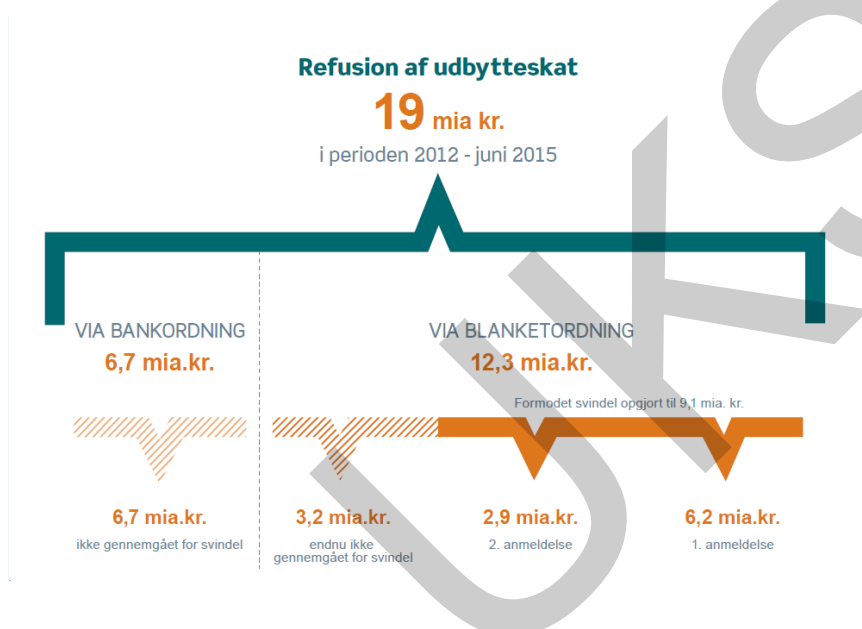 Refusion af udbytteskat
19 mia kr.
i perioden 2012 - juni 2015
VIA BANKORDNING
6,7 mia.kr.
VIA BLANKETORDNING
12,3 mia.kr.
Formodet svindel opgjort til 9,1 mia. kr.
6,7 mia.kr.
ikke gennemgået for svindel
3,2 mia.kr.
endnu ikke
gennemgået for svindel
2,9 mia.kr.
2. anmeldelse
6,2 mia.kr.
1. anmeldelse
UKS